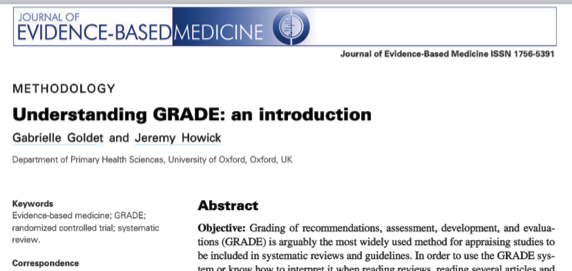 JOURNAL OF
EVIDENCE-BASED MEDICINE
Journal of Evidence-Based Medicine ISSN 1756-5391
METHODOLOGY
Understanding GRADE: an introduction
Gabrielle Goldet and Jeremy Howick
Department of Primary Health Sciences, University of Oxford, Oxford, UK
Keywords
Evidence-based medicine; GRADE;
randomized controlled trial; systematic
review.
Correspondence
Abstract
Objective: Grading of recommendations, assessment, development, and evalua-
tions (GRADE) is arguably the most widely used method for appraising studies to
be included in systematic reviews and guidelines. In order to use the GRADE sys-
tem or know how to interpret it when reading reviews, reading several articles and